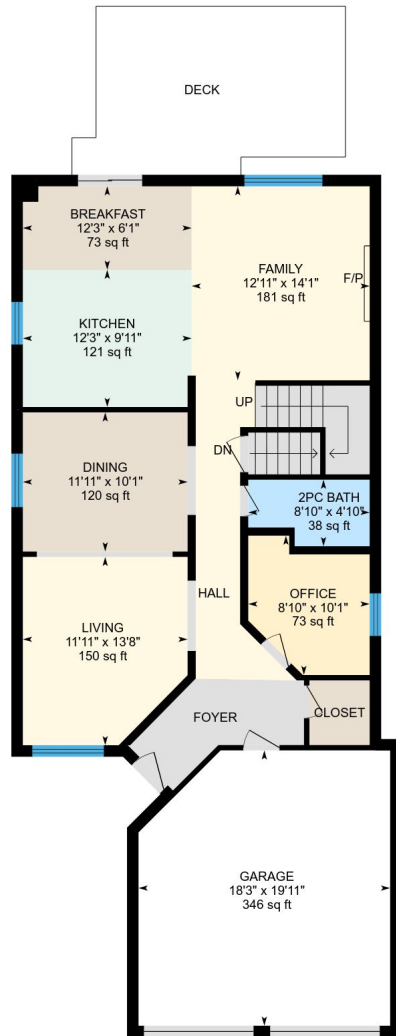 DECK
BREAKFAST
12'3" x 6'1"
73 sq ft
FAMILY
12'11" x 14'1"
181 sq ft
F/P
KITCHEN
12'3" x 9'11"
121 sq ft
UP
DN
DINING
11'11" x 10'1"
120 sq ft
2PC BATH
8'10" x 4'10"
38 sq ft
HALL
OFFICE
8'10" x 10'1"
73 sq ft
LIVING
11'11" x 13'8"
150 sq ft
FOYER
CLOSET
GARAGE
18'3" x 19'11"
346 sq ft